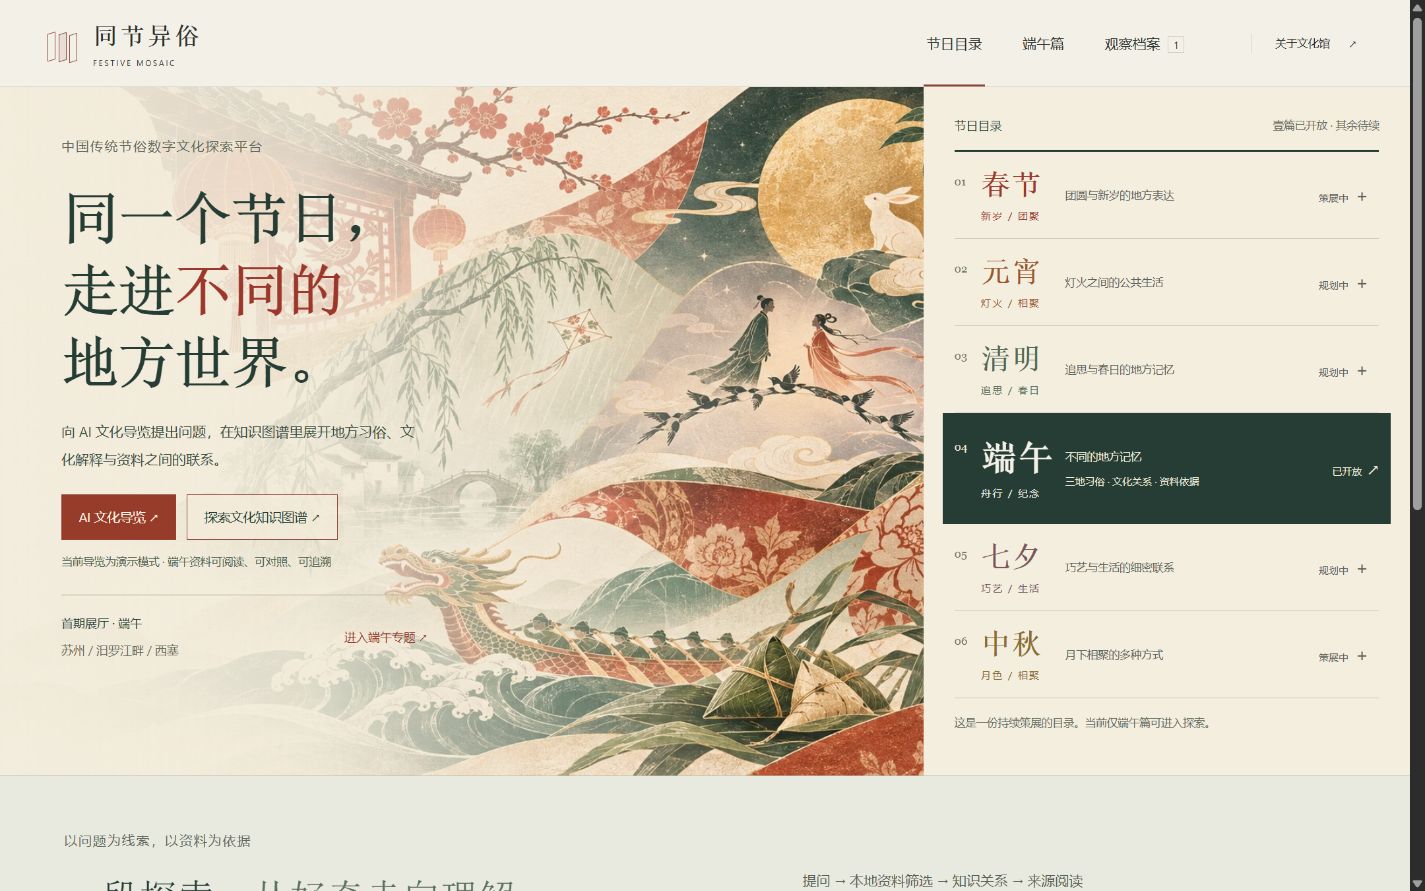 同节异俗
FESTIVE MOSAIC
节日目录
端午篇
观察档案 1
关于文化馆 ↗
中国传统节俗数字文化探索平台
同一个节日，
走进不同的
地方世界。
向 AI 文化导览提出问题，在知识图谱里展开地方习俗、文
化解释与资料之间的联系。
AI 文化导览 ↗
探索文化知识图谱 ↗
当前导览为演示模式 · 端午资料可阅读、可对照、可追溯
首期展厅 · 端午
苏州 / 汨罗江畔 / 西塞
进入端午专题 ↗
节日目录
壹篇已开放 · 其余待续
01 春节
新岁 / 团聚
团圆与新岁的地方表达
策展中 +
02 元宵
灯火 / 相聚
灯火之间的公共生活
规划中 +
03 清明
追思 / 春日
追思与春日的地方记忆
规划中 +
04 端午
舟行 / 纪念
不同的地方记忆
三地习俗 · 文化关系 · 资料依据
已开放 ↗
05 七夕
巧艺 / 生活
巧艺与生活的细密联系
规划中 +
06 中秋
月色 / 相聚
月下相聚的多种方式
策展中 +
这是一份持续策展的目录。当前仅端午篇可进入探索。
以问题为线索，以资料为依据
一段探索，从好奇走向理解
提问 → 本地资料筛选 → 知识关系 → 来源阅读